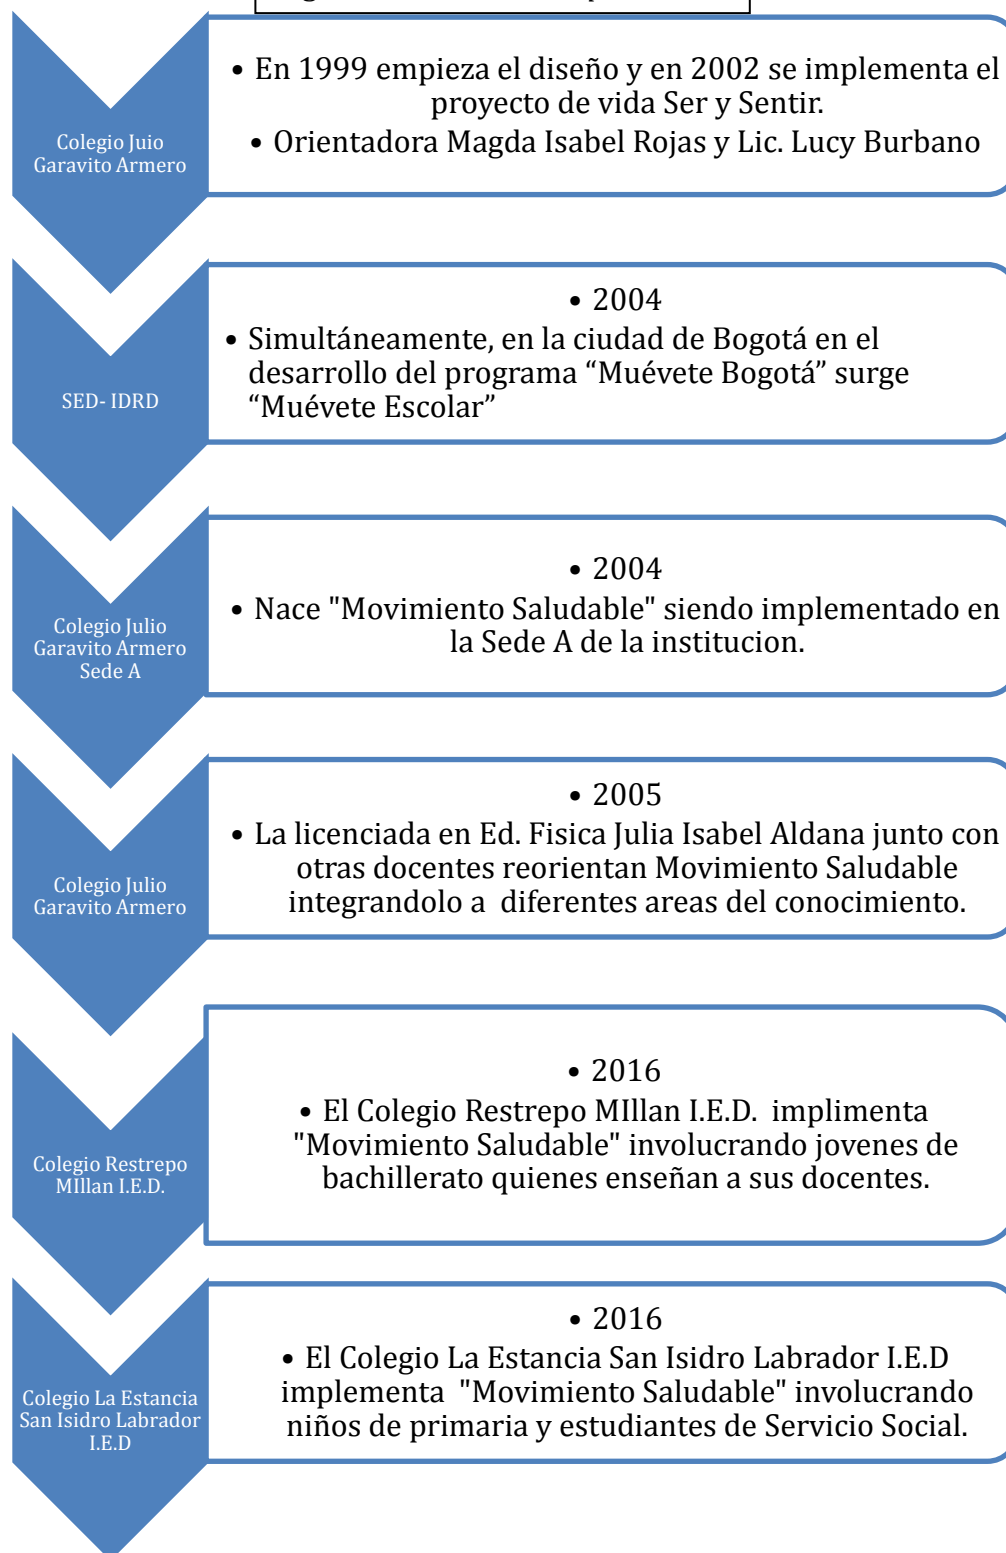 Colegio Juio
Garavito Armero
• En 1999 empieza el diseño y en 2002 se implementa el
proyecto de vida Ser y Sentir.
• Orientadora Magda Isabel Rojas y Lic. Lucy Burbano
SED- IDRD
• 2004
• Simultáneamente, en la ciudad de Bogotá en el
desarrollo del programa “Muévete Bogotá” surge
“Muévete Escolar”
Colegio Julio
Garavito Armero
Sede A
• 2004
• Nace "Movimiento Saludable" siendo implementado en
la Sede A de la institucion.
Colegio Julio
Garavito Armero
• 2005
• La licenciada en Ed. Fisica Julia Isabel Aldana junto con
otras docentes reorientan Movimiento Saludable
integrandolo a diferentes areas del conocimiento.
Colegio Restrepo
MIllan I.E.D.
• 2016
• El Colegio Restrepo MIllan I.E.D. implimenta
"Movimiento Saludable" involucrando jovenes de
bachillerato quienes enseñan a sus docentes.
Colegio La Estancia
San Isidro Labrador
I.E.D
• 2016
• El Colegio La Estancia San Isidro Labrador I.E.D
implementa "Movimiento Saludable" involucrando
niños de primaria y estudiantes de Servicio Social.